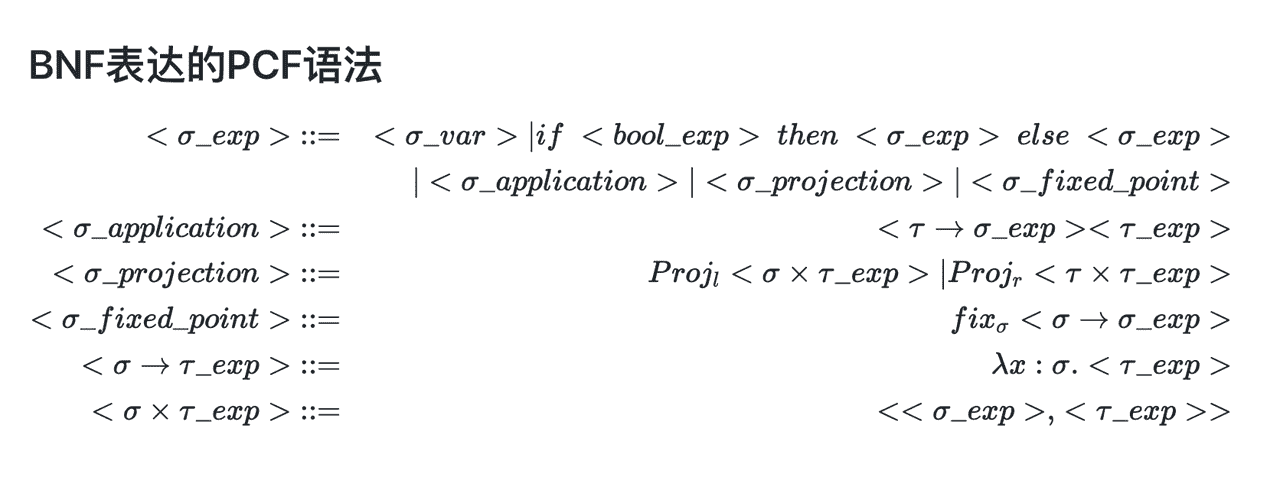 BNF表达的PCF语法
< σ_exp > ::= < σ_var > |if < bool_exp > then < σ_exp > else < σ_exp >
| < σ_application > | < σ_projection > | < σ_fixed_point >
< σ_application > ::= < τ → σ_exp >< τ_exp >
< σ_projection > ::= Proj_l < σ × τ_exp > |Proj_r < τ × τ_exp >
< σ_fixed_point > ::= fix_σ < σ → σ_exp >
< σ → τ_exp > ::= λx : σ. < τ_exp >
< σ × τ_exp > ::= << σ_exp >, < τ_exp >>